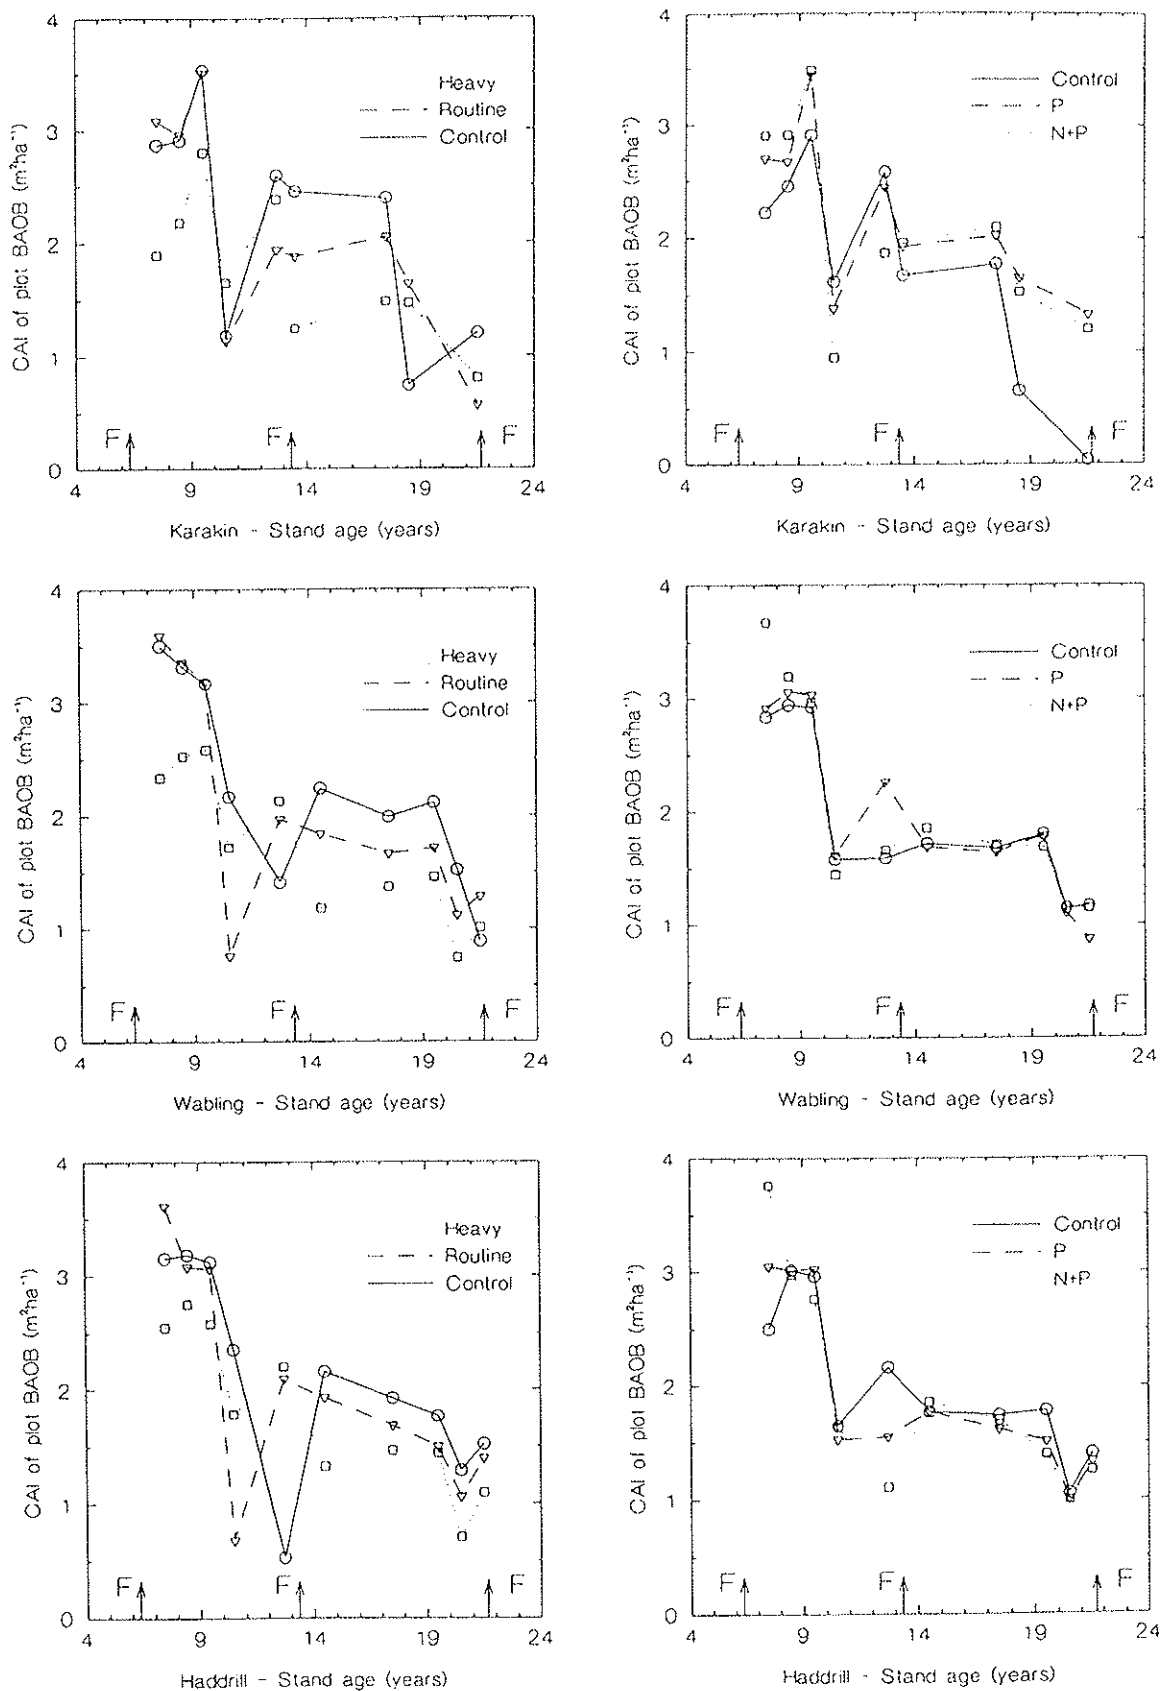 4
3
2
1
0
CAI of plot BAOB (m²ha⁻¹)
Heavy
Routine
Control
F F F
4 9 14 19 24
Karakin - Stand age (years)
4
3
2
1
0
CAI of plot BAOB (m²ha⁻¹)
Control
P
N+P
F F F
4 9 14 19 24
Karakin - Stand age (years)
4
3
2
1
0
CAI of plot BAOB (m²ha⁻¹)
Heavy
Routine
Control
F F F
4 9 14 19 24
Wabling - Stand age (years)
4
3
2
1
0
CAI of plot BAOB (m²ha⁻¹)
Control
P
N+P
F F F
4 9 14 19 24
Wabling - Stand age (years)
4
3
2
1
0
CAI of plot BAOB (m²ha⁻¹)
Heavy
Routine
Control
F F F
4 9 14 19 24
Haddrill - Stand age (years)
4
3
2
1
0
CAI of plot BAOB (m²ha⁻¹)
Control
P
N+P
F F F
4 9 14 19 24
Haddrill - Stand age (years)